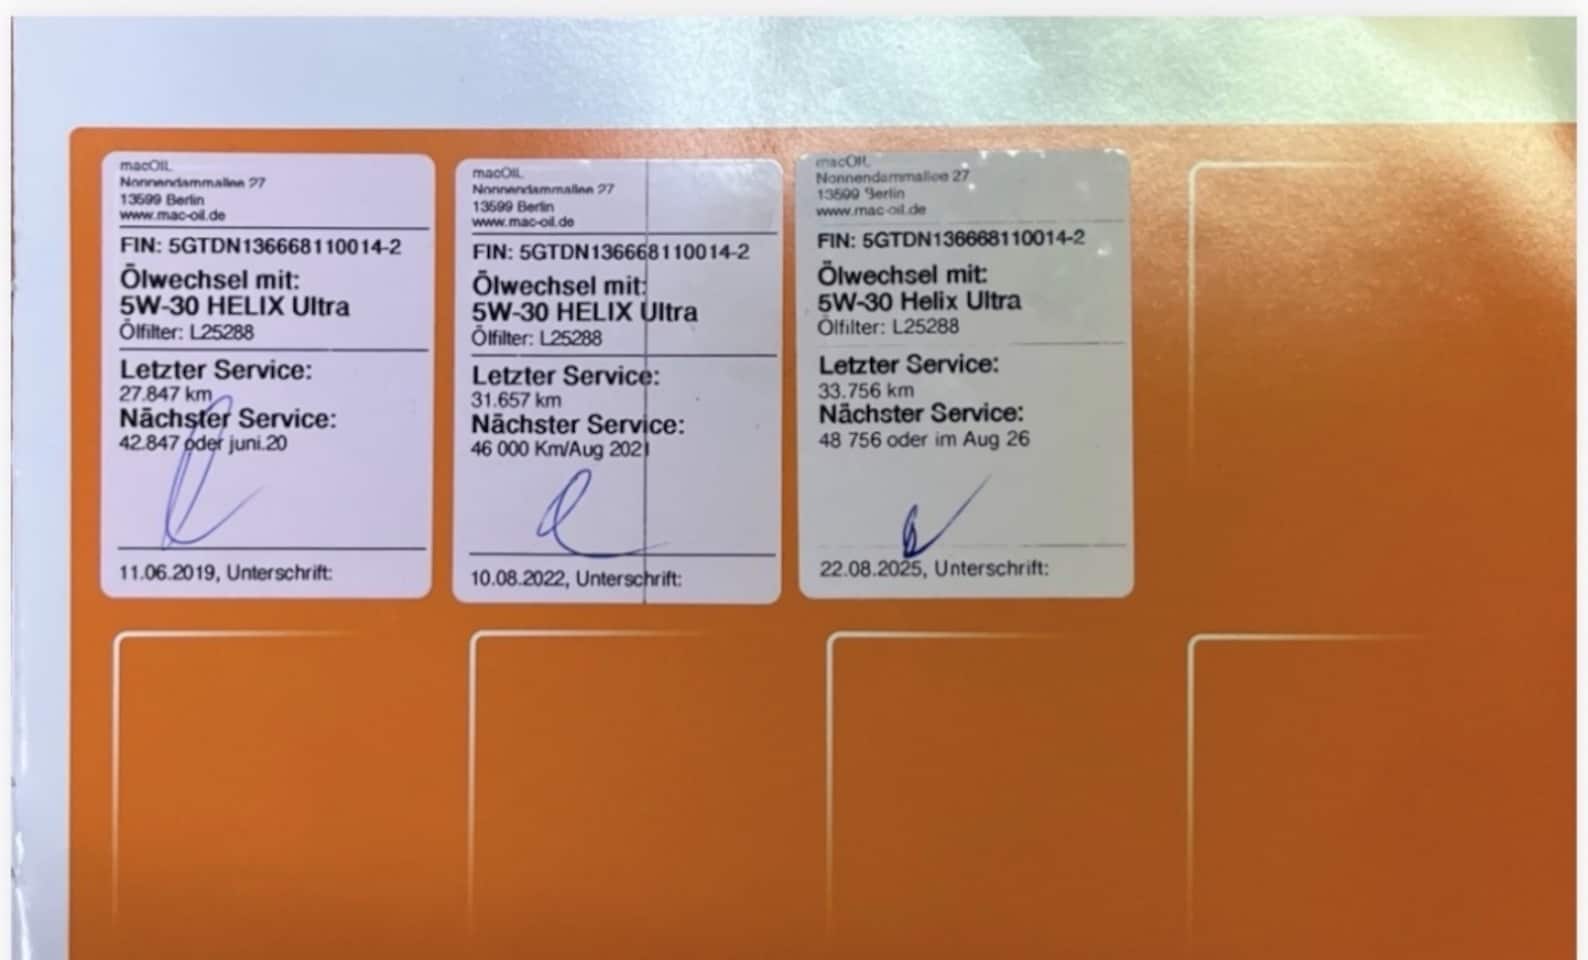 macOIL
Nonnendammallee 27
13599 Berlin
www.mac-oil.de
FIN: 5GTDN136668110014-2
Ölwechsel mit:
5W-30 HELIX Ultra
Ölfilter: L25288
Letzter Service:
27.847 km
Nächster Service:
42.847 oder juni.20
11.06.2019, Unterschrift:
macOIL
Nonnendammallee 27
13599 Berlin
www.mac-oil.de
FIN: 5GTDN136668110014-2
Ölwechsel mit:
5W-30 HELIX Ultra
Ölfilter: L25288
Letzter Service:
31.657 km
Nächster Service:
46 000 Km/Aug 2021
10.08.2022, Unterschrift:
macOIL
Nonnendammallee 27
13599 Berlin
www.mac-oil.de
FIN: 5GTDN136668110014-2
Ölwechsel mit:
5W-30 Helix Ultra
Ölfilter: L25288
Letzter Service:
33.756 km
Nächster Service:
48 756 oder im Aug 26
22.08.2025, Unterschrift: